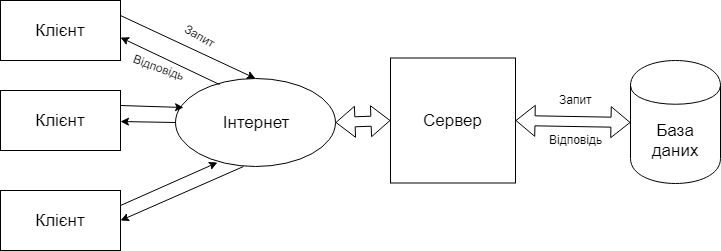 Клієнт
Запит
Відповідь
Клієнт
Інтернет
Клієнт
Сервер
Запит
Відповідь
База
даних